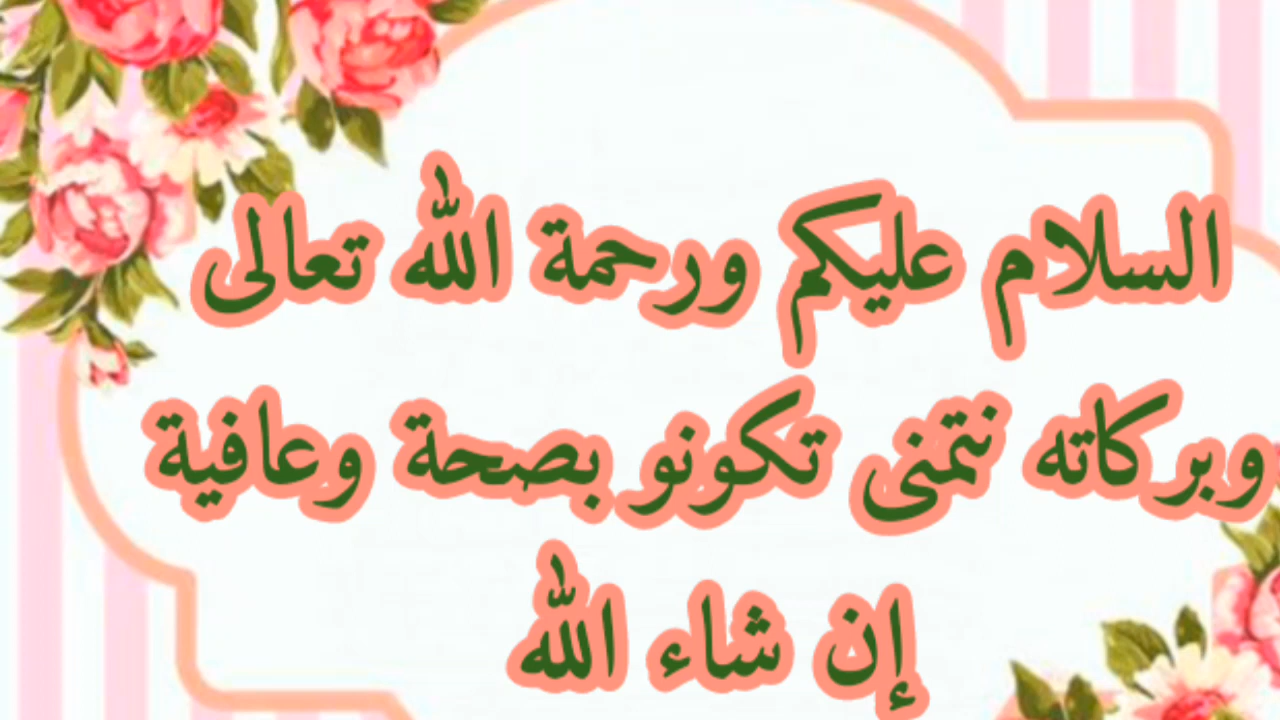 السلام عليكم ورحمة الله تعالى
وبركاته نتمنى تكونو بصحة وعافية
إن شاء الله